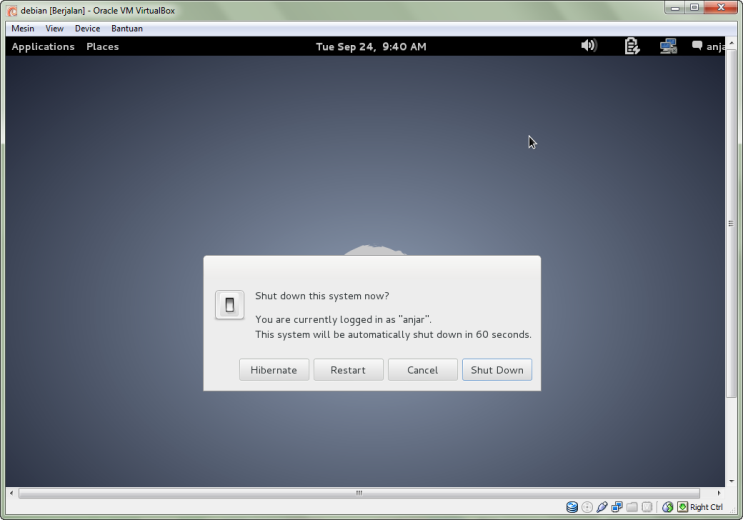 debian [Berjalan] - Oracle VM VirtualBox
Mesin View Device Bantuan
Applications Places Tue Sep 24, 9:40 AM anja
Shut down this system now?
You are currently logged in as "anjar".
This system will be automatically shut down in 60 seconds.
Hibernate Restart Cancel Shut Down
Right Ctrl